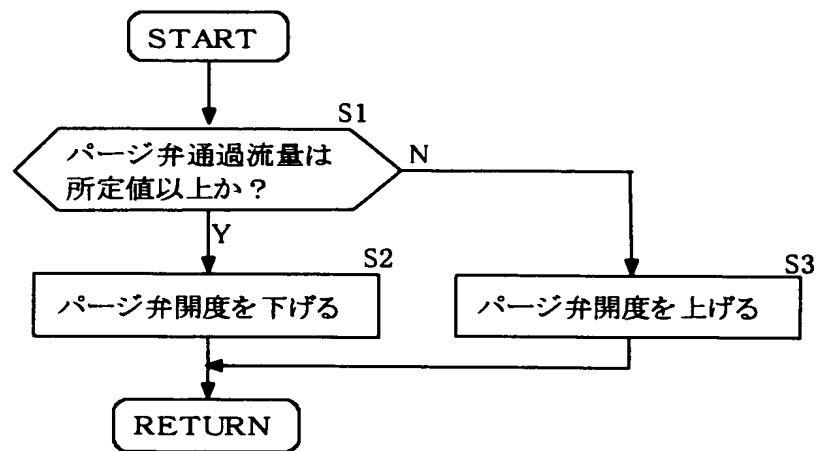 START
S1
パージ弁通過流量は
所定値以上か？
N
Y
S2
パージ弁開度を下げる
S3
パージ弁開度を上げる
RETURN